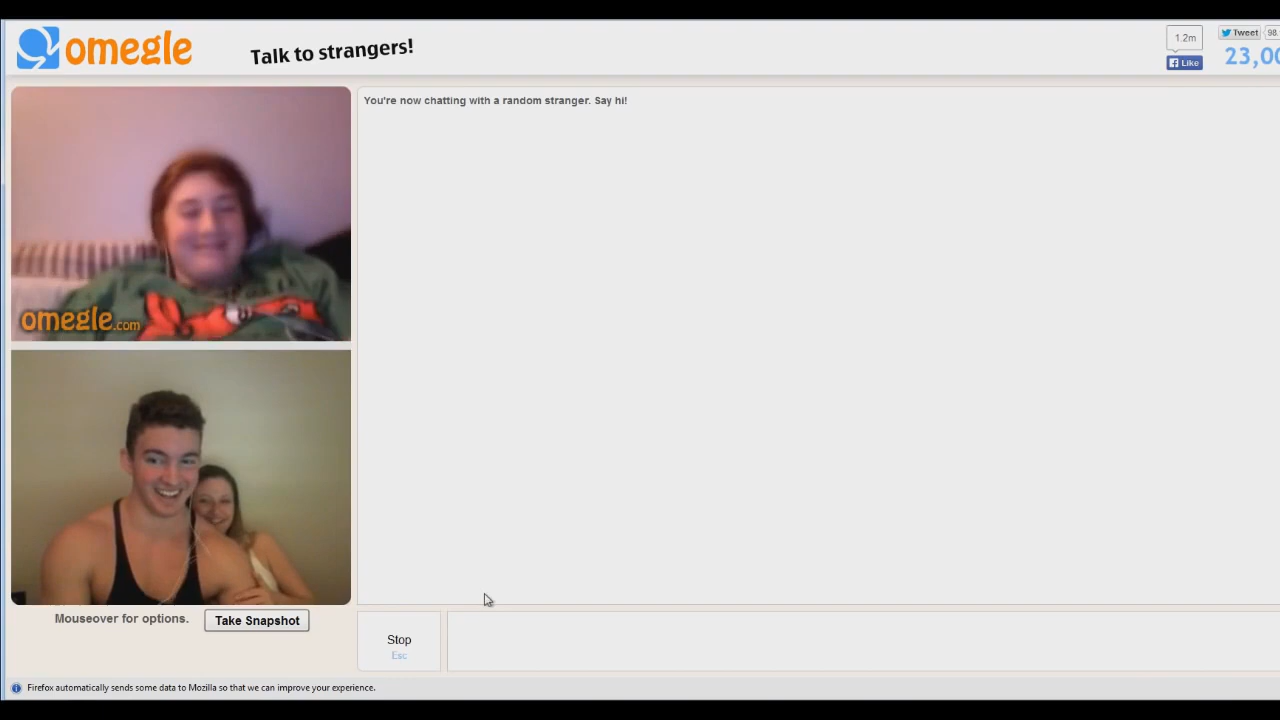 omegle
Talk to strangers!
1.2m
Like
Tweet
98.
23,00
You're now chatting with a random stranger. Say hi!
omegle.com
Mouseover for options.
Take Snapshot
Stop
Esc
Firefox automatically sends some data to Mozilla so that we can improve your experience.